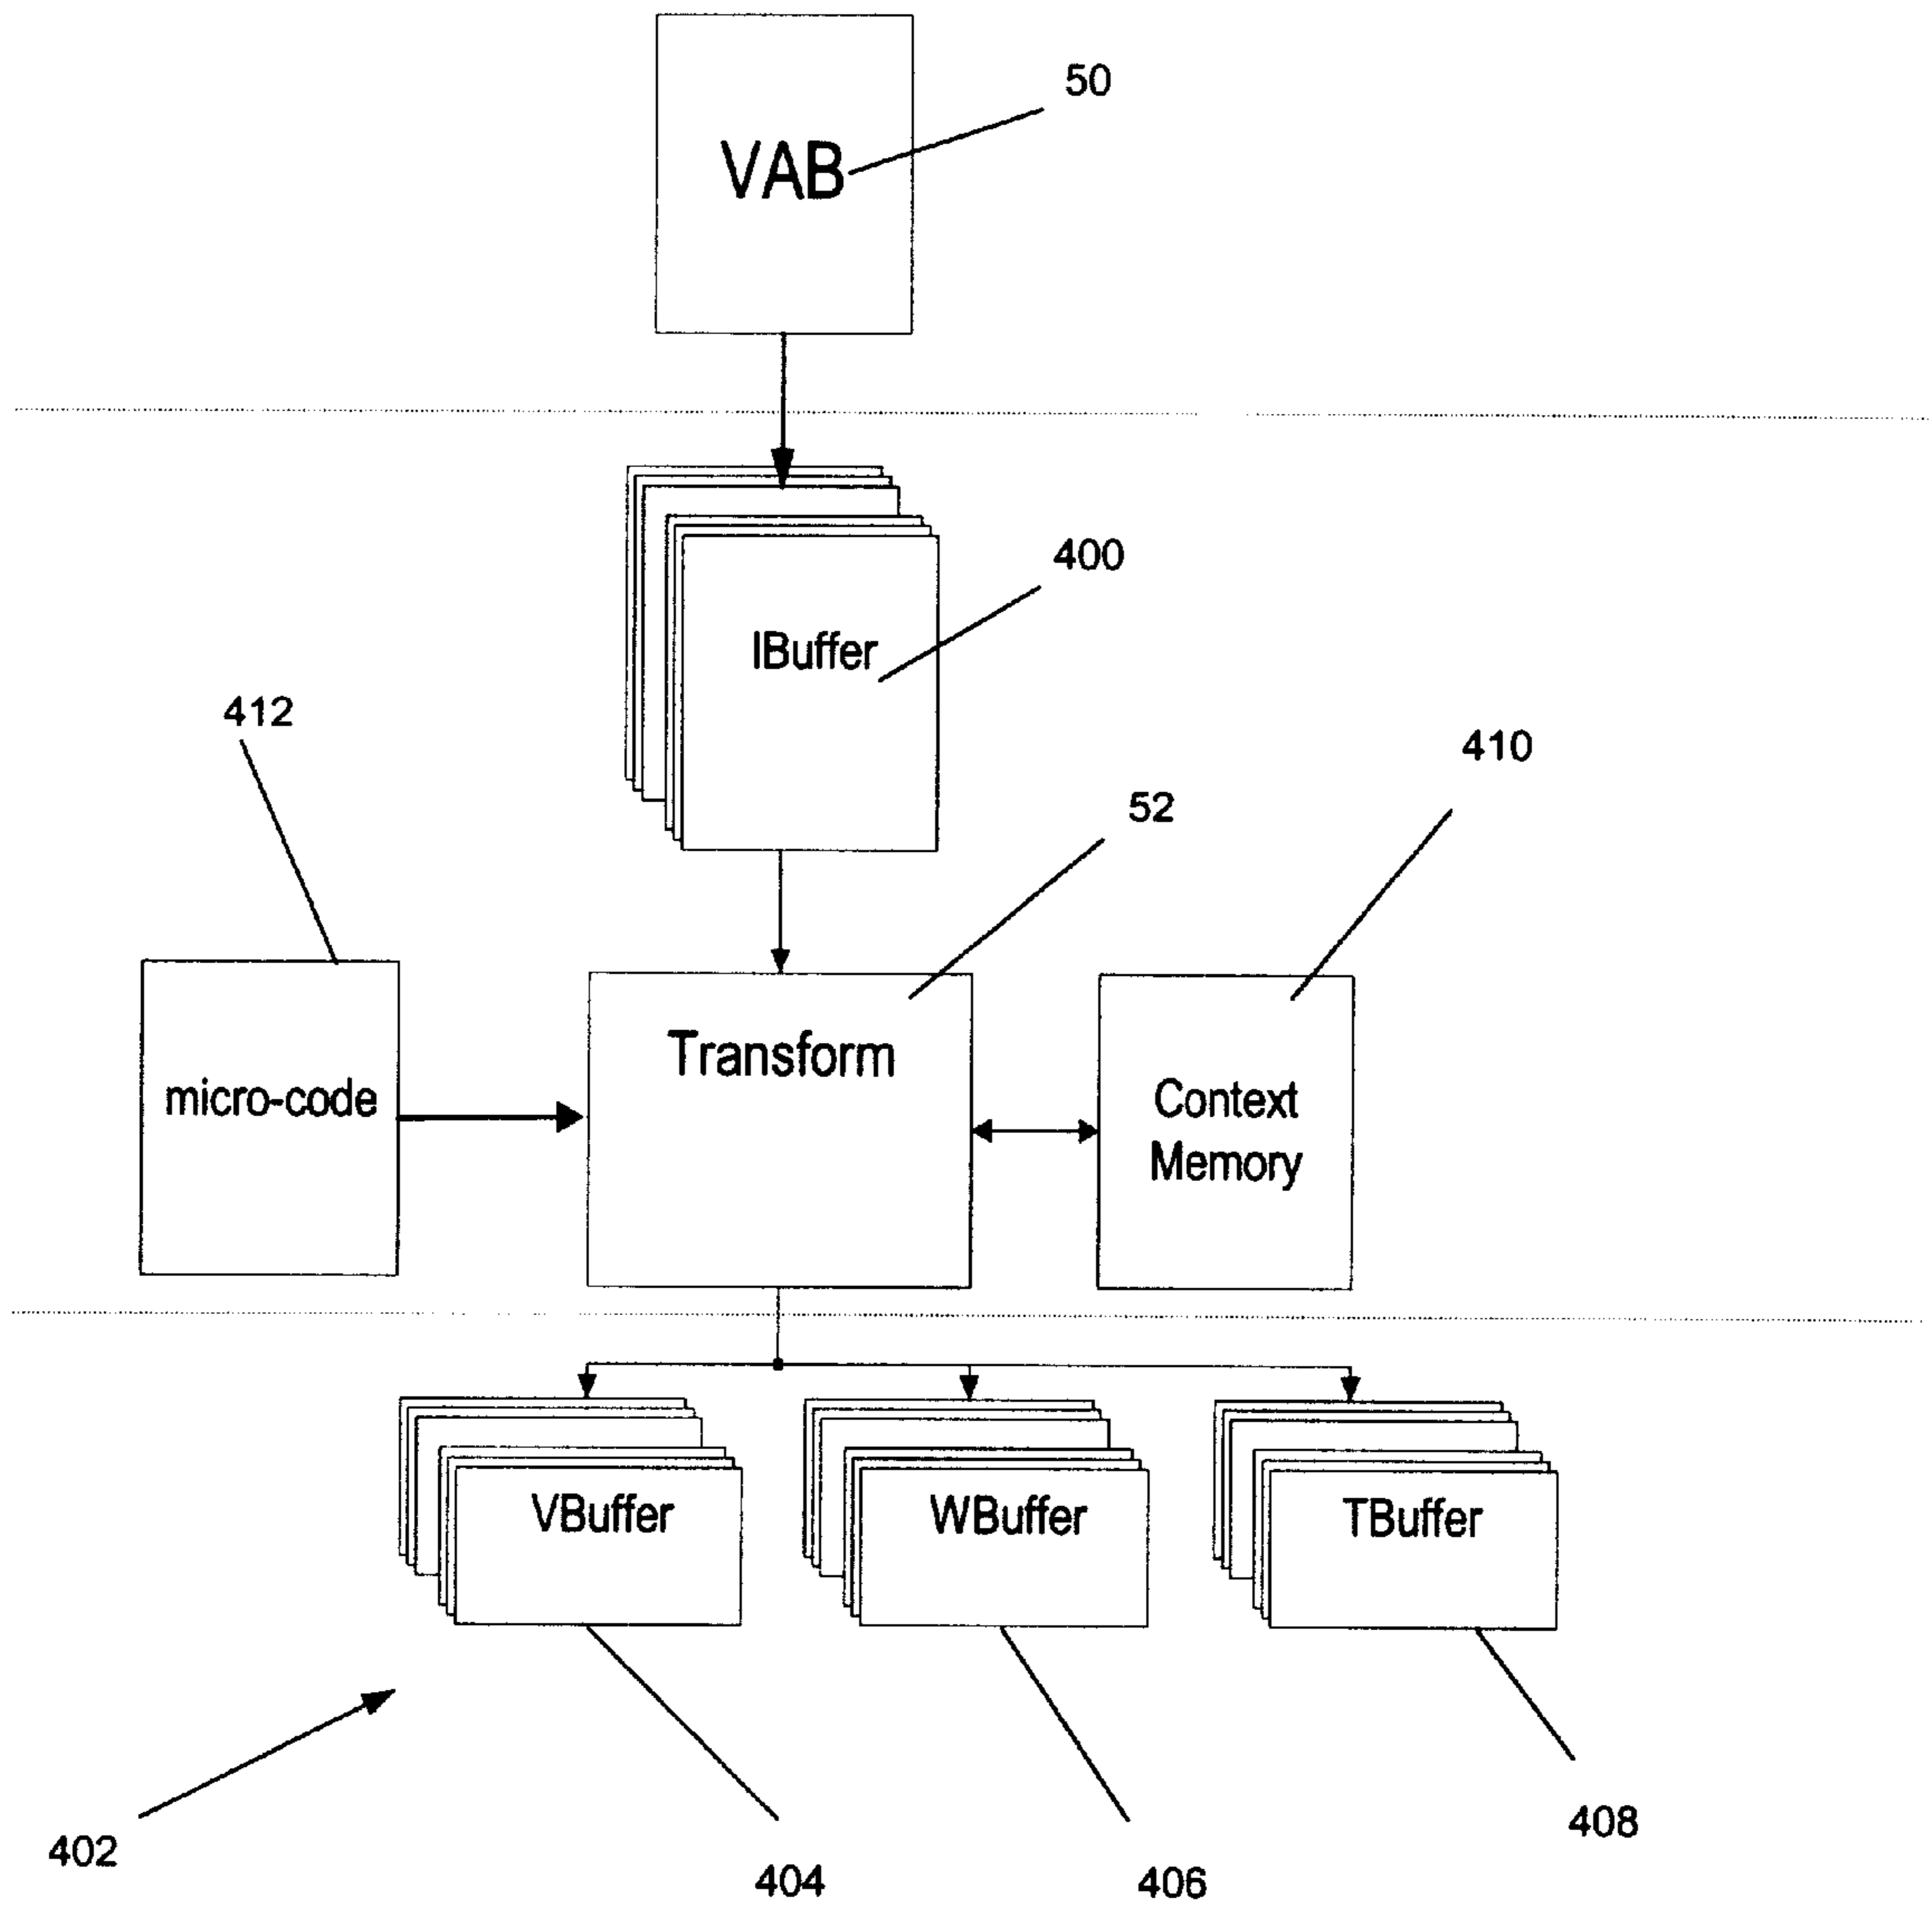 50
VAB
400
IBuffer
412
410
52
Transform
micro-code
Context
Memory
VBuffer
WBuffer
TBuffer
408
402
404
406